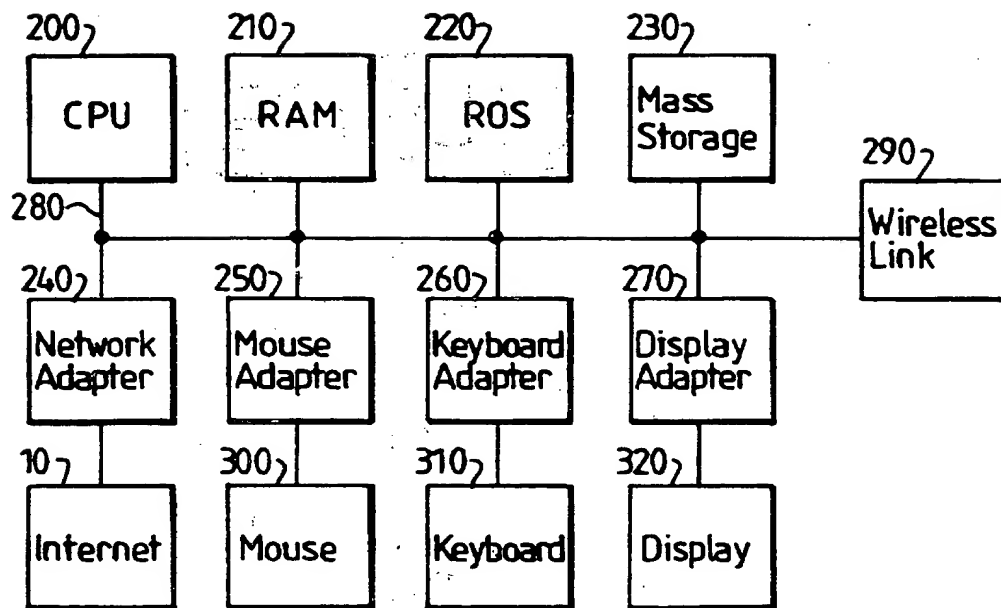 200
210
220
230
CPU
RAM
ROS
Mass
Storage
290
280
Wireless
Link
240
250
260
270
Network
Adapter
Mouse
Adapter
Keyboard
Adapter
Display
Adapter
10
300
310
320
Internet
Mouse
Keyboard
Display